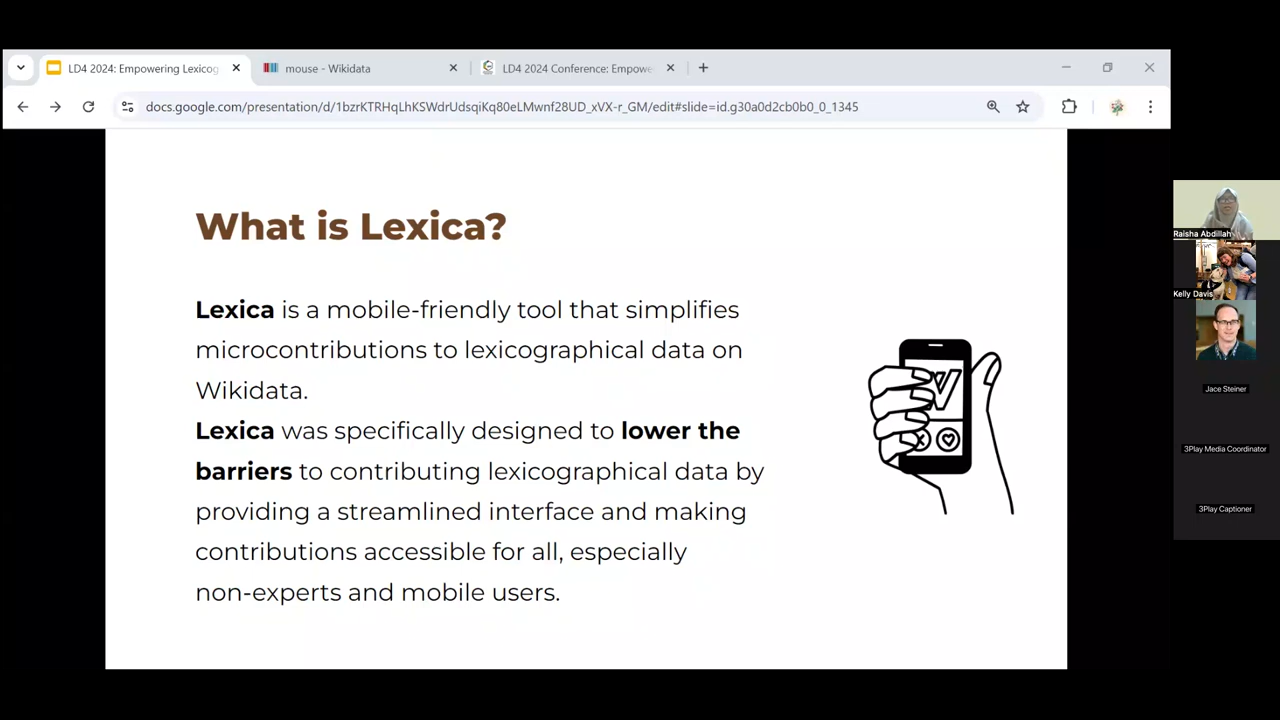 LD4 2024: Empowering Lexicog
mouse - Wikidata
LD4 2024 Conference: Empowe
docs.google.com/presentation/d/1bzrKTRHqLhKSWdrUdsqiKq80eLMwnf28UD_xVX-r_GM/edit#slide=id.g30a0d2cb0b0_0_1345
What is Lexica?
Lexica is a mobile-friendly tool that simplifies
microcontributions to lexicographical data on
Wikidata.
Lexica was specifically designed to lower the
barriers to contributing lexicographical data by
providing a streamlined interface and making
contributions accessible for all, especially
non-experts and mobile users.
Raisha Abdillah
Kelly Davis
Jace Steiner
3Play Media Coordinator
3Play Captioner